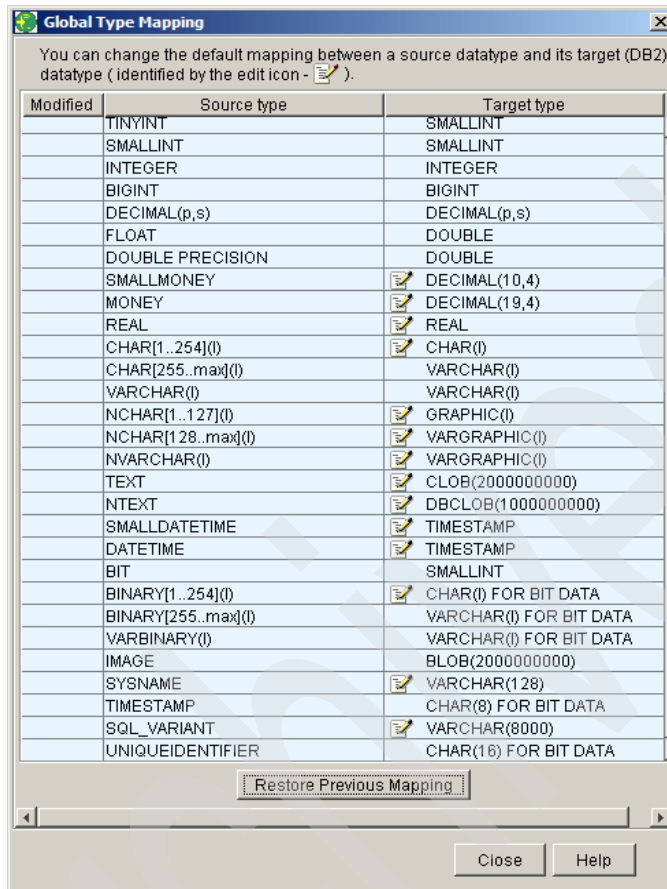 Global Type Mapping
You can change the default mapping between a source datatype and its target (DB2)
datatype ( identified by the edit icon - ).
Modified Source type Target type
TINYINT SMALLINT
SMALLINT SMALLINT
INTEGER INTEGER
BIGINT BIGINT
DECIMAL(p,s) DECIMAL(p,s)
FLOAT DOUBLE
DOUBLE PRECISION DOUBLE
SMALLMONEY DECIMAL(10,4)
MONEY DECIMAL(19,4)
REAL REAL
CHAR[1..254](l) CHAR(l)
CHAR[255..max](l) VARCHAR(l)
VARCHAR(l) VARCHAR(l)
NCHAR[1..127](l) GRAPHIC(l)
NCHAR[128..max](l) VARGRAPHIC(l)
NVARCHAR(l) VARGRAPHIC(l)
TEXT CLOB(2000000000)
NTEXT DBCLOB(1000000000)
SMALLDATETIME TIMESTAMP
DATETIME TIMESTAMP
BIT SMALLINT
BINARY[1..254](l) CHAR(l) FOR BIT DATA
BINARY[255..max](l) VARCHAR(l) FOR BIT DATA
VARBINARY(l) VARCHAR(l) FOR BIT DATA
IMAGE BLOB(2000000000)
SYSNAME VARCHAR(128)
TIMESTAMP CHAR(8) FOR BIT DATA
SQL_VARIANT VARCHAR(8000)
UNIQUEIDENTIFIER CHAR(16) FOR BIT DATA
Restore Previous Mapping
Close Help